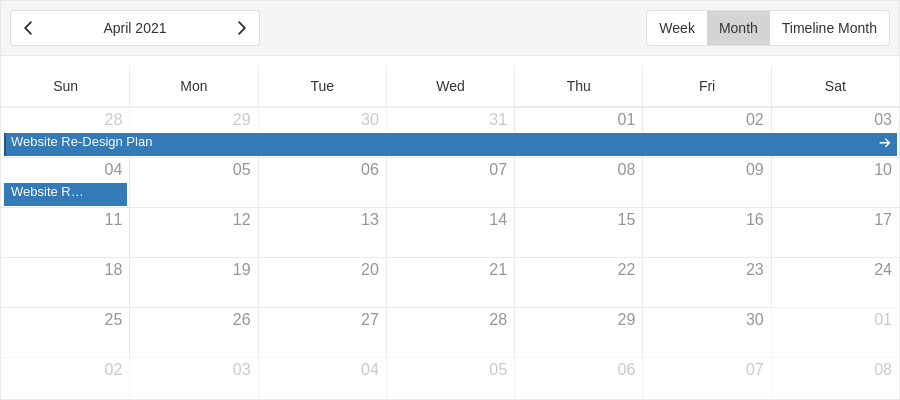 April 2021 Week Month Timeline Month
Sun Mon Tue Wed Thu Fri Sat
28 29 30 31 01 02 03
Website Re-Design Plan
04 05 06 07 08 09 10
Website R…
11 12 13 14 15 16 17
18 19 20 21 22 23 24
25 26 27 28 29 30 01
02 03 04 05 06 07 08